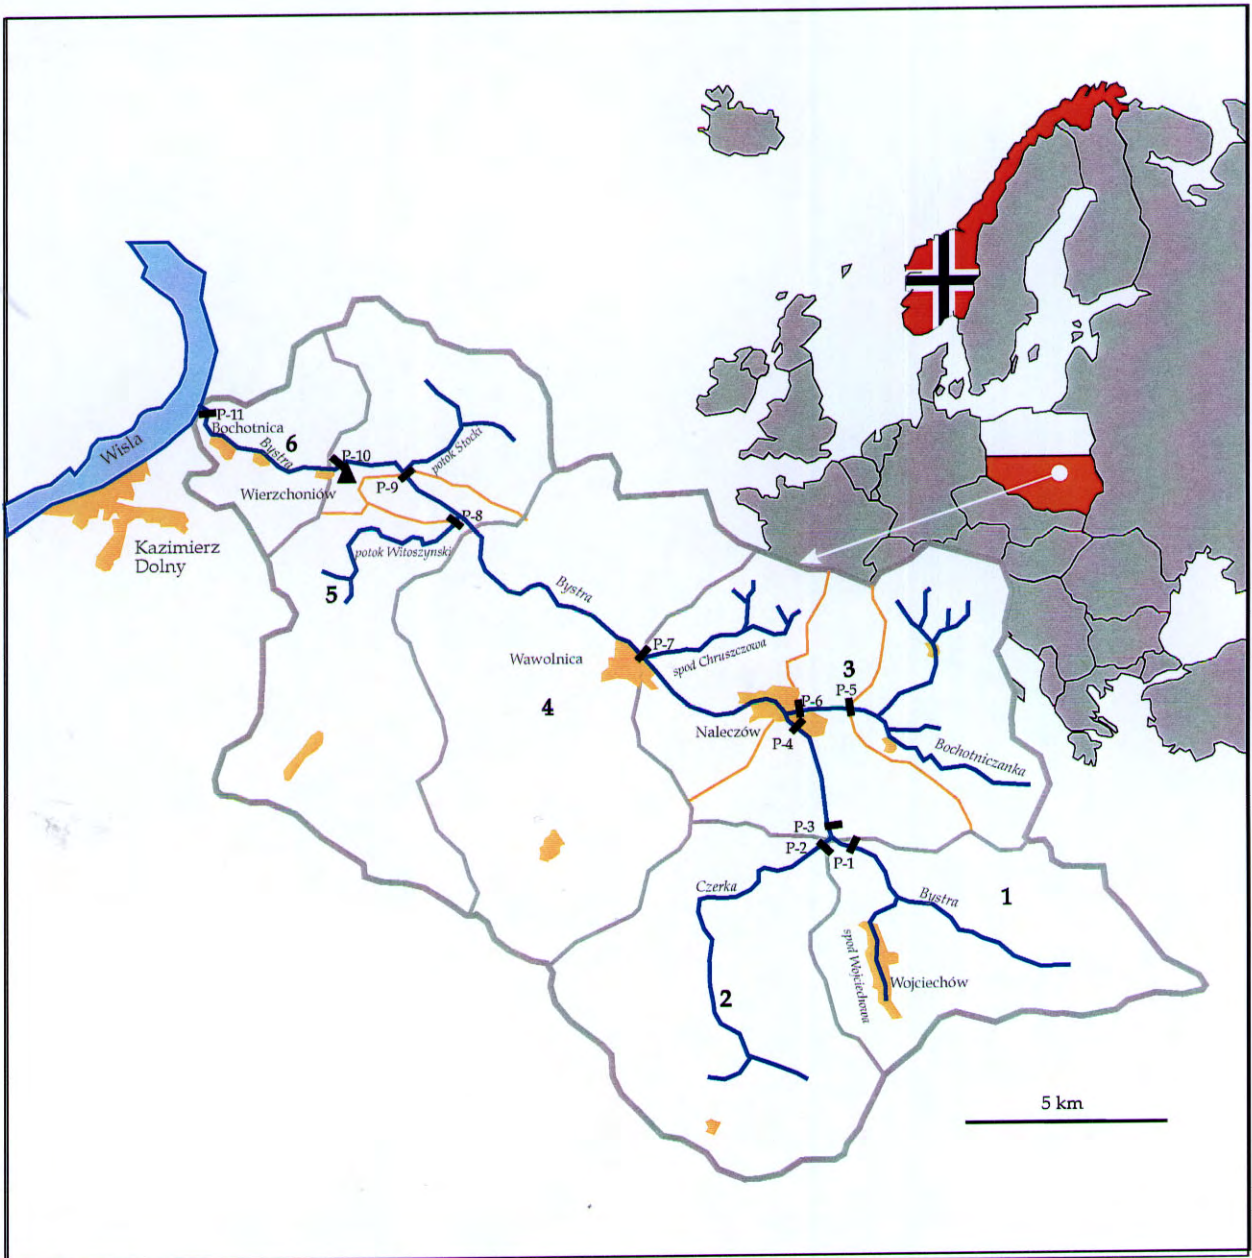 P-11
Bochotnica
6
Bystra
P-10
Wisła
potok Stocki
P-9
Wierzchoniów
P-8
Kazimierz
Dolny
potok Witoszynski
5
Bystra
P-7
Wawolnica
spod Chruszczowa
3
4
P-6
P-5
Naleczów
P-4
Bochotniczanka
P-3
P-2
P-1
Czerka
Bystra
1
spod Wojciechowa
Wojciechów
2
5 km